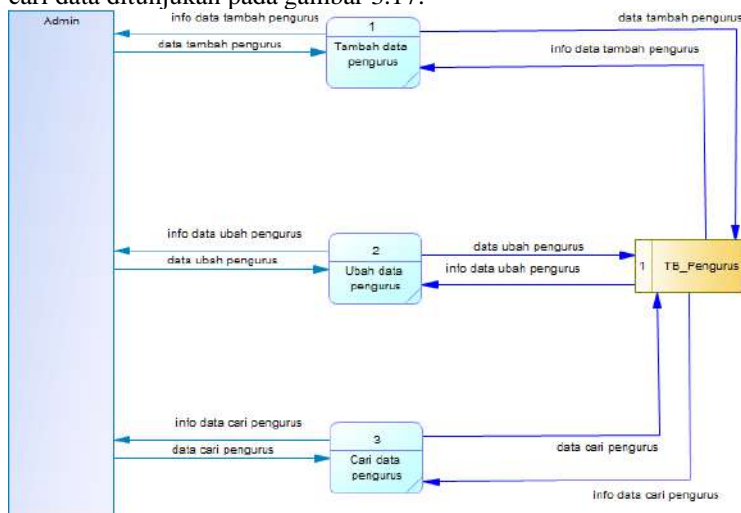 cari data ditunjukan pada gambar 3.17.
Admin
info data tambah pengurus
data tambah pengurus
1
Tambah data
pengurus
data tambah pengurus
info data tambah pengurus
info data ubah pengurus
data ubah pengurus
2
Ubah data
pengurus
data ubah pengurus
info data ubah pengurus
1
TB_Pengurus
info data cari pengurus
data cari pengurus
3
Cari data
pengurus
data cari pengurus
info data cari pengurus